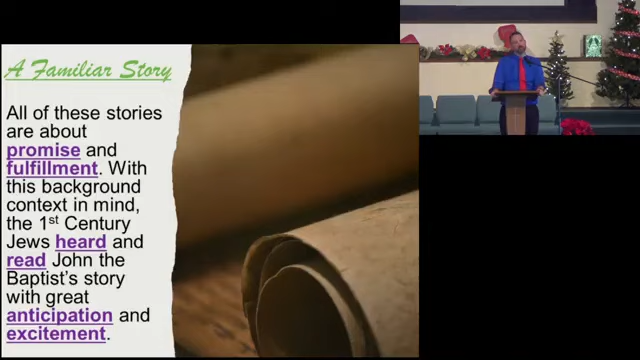 A Familiar Story
All of these stories
are about
promise and
fulfillment. With
this background
context in mind,
the 1st Century
Jews heard and
read John the
Baptist's story
with great
anticipation and
excitement.